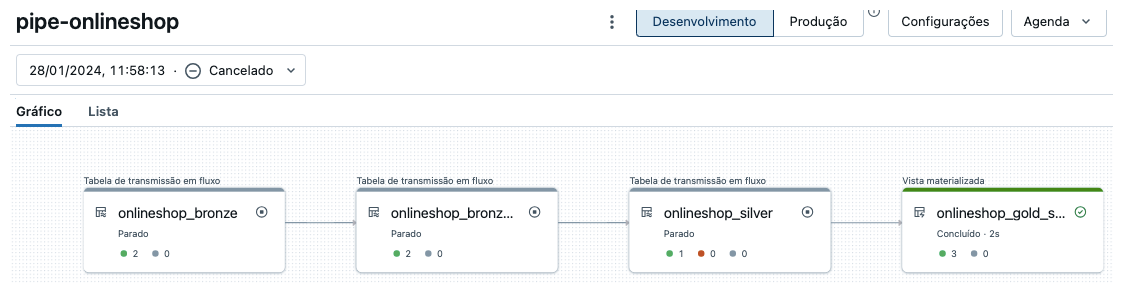 pipe-onlineshop
Desenvolvimento
Produção
Configurações
Agenda
28/01/2024, 11:58:13 · Cancelado
Gráfico
Lista
Tabela de transmissão em fluxo
onlineshop_bronze
Parado
2 0
Tabela de transmissão em fluxo
onlineshop_bronz...
Parado
2 0
Tabela de transmissão em fluxo
onlineshop_silver
Parado
1 0 0
Vista materializada
onlineshop_gold_s...
Concluído · 2s
3 0